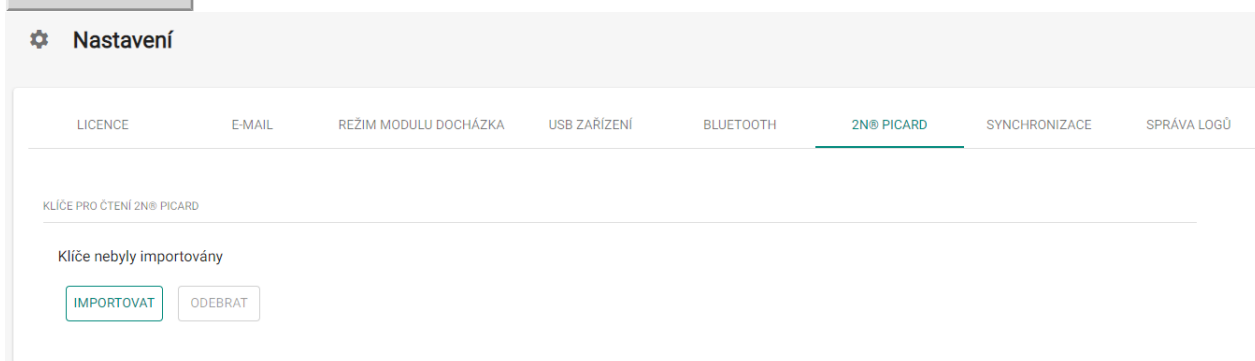 Nastavení
LICENCE E-MAIL REŽIM MODULU DOCHÁZKA USB ZAŘÍZENÍ BLUETOOTH 2N® PICARD SYNCHRONIZACE SPRÁVA LOGŮ
KLÍČE PRO ČTENÍ 2N® PICARD
Klíče nebyly importovány
IMPORTOVAT ODEBRAT